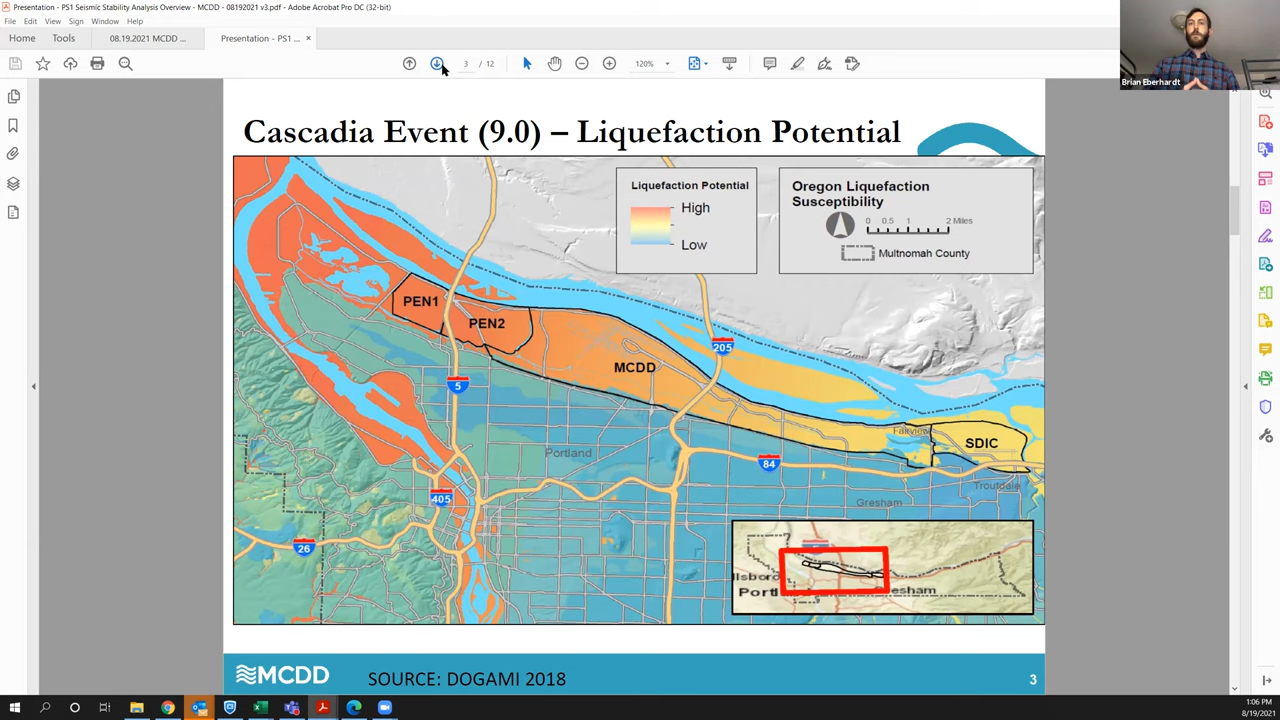 Presentation - PS1 Seismic Stability Analysis Overview - MCDD - 08192021 v3.pdf - Adobe Acrobat Pro DC (32-bit)
File Edit View Sign Window Help
Home Tools 08.19.2021 MCDD ... Presentation - PS1 ... ×
3 / 12 120%
Brian Eberhardt
Cascadia Event (9.0) – Liquefaction Potential
Liquefaction Potential
High
Low
Oregon Liquefaction
Susceptibility
0 0.5 1 2 Miles
Multnomah County
PEN1
PEN2
205
MCDD
5
Fairview
SDIC
Portland
84
Troutdale
405
Gresham
26
llsboro
Portl
esham
MCDD
SOURCE: DOGAMI 2018
3
1:06 PM
8/19/2021